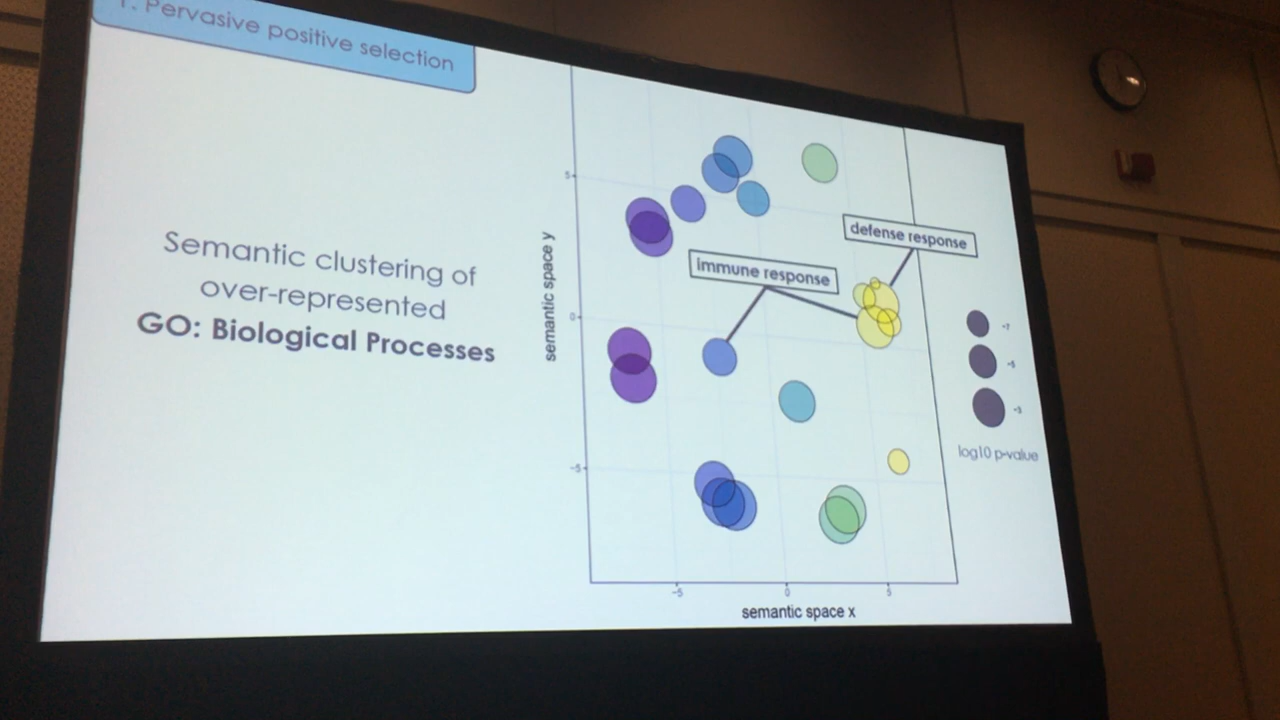 1. Pervasive positive selection
Semantic clustering of
over-represented
GO: Biological Processes
semantic space y
5
0
-5
immune response
defense response
-7
-5
-3
log10 p-value
-5
0
5
semantic space x